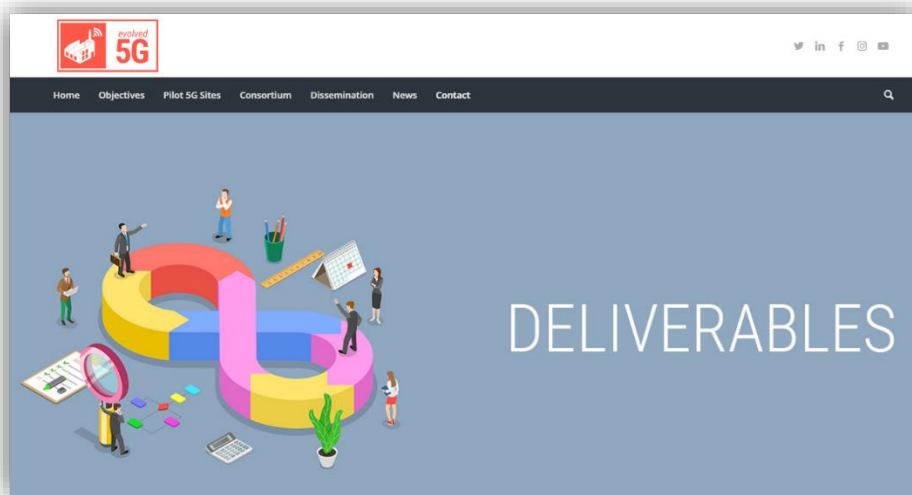 evolved
5G
Home Objectives Pilot 5G Sites Consortium Dissemination News Contact
DELIVERABLES